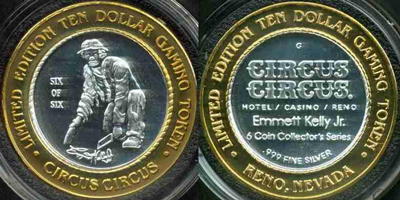 LIMITED EDITION TEN DOLLAR GAMING TOKEN
SIX
OF
SIX
• CIRCUS CIRCUS •
LIMITED EDITION TEN DOLLAR GAMING TOKEN
G
CIRCUS
CIRCUS.
HOTEL / CASINO / RENO
Emmett Kelly Jr.
6 Coin Collector's Series
.999 FINE SILVER
• RENO, NEVADA •